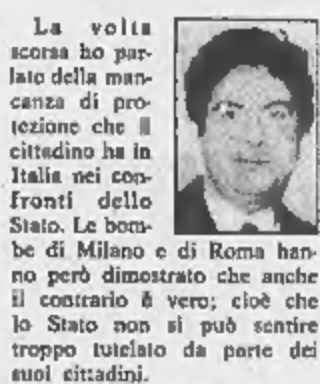 La volta
scorsa ho par-
lato della man-
canza di pro-
tezione che il
cittadino ha in
Italia nei con-
fronti dello
Stato. Le bom-
be di Milano e di Roma han-
no però dimostrato che anche
il contrario è vero; cioè che
lo Stato non si può sentire
troppo tutelato da parte dei
suoi cittadini.